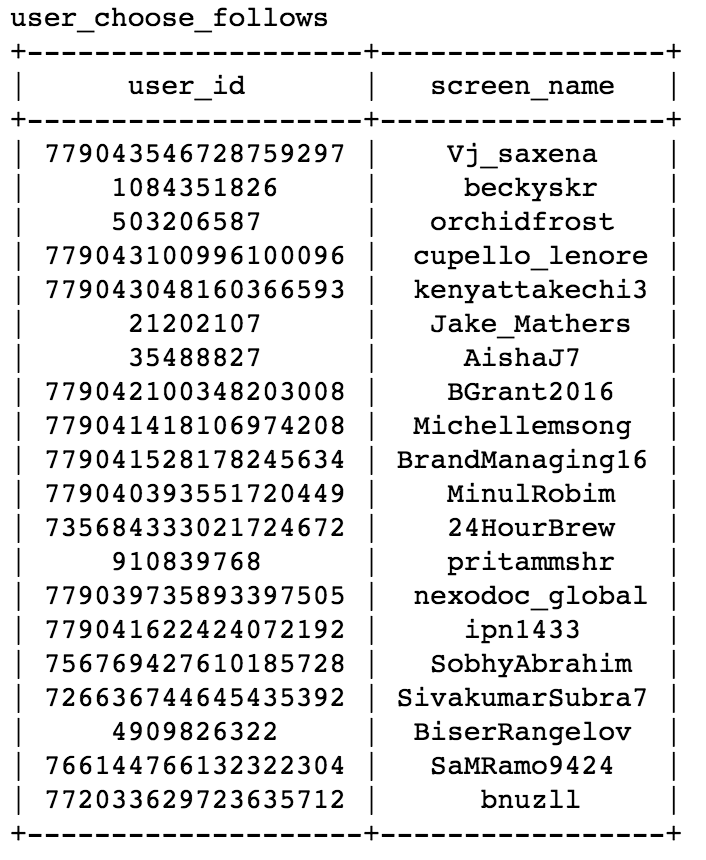 user_choose_follows
+--------------------+-----------------+
| user_id | screen_name |
+--------------------+-----------------+
| 779043546728759297 | Vj_saxena |
| 1084351826 | beckyskr |
| 503206587 | orchidfrost |
| 779043100996100096 | cupello_lenore |
| 779043048160366593 | kenyattakechi3 |
| 21202107 | Jake_Mathers |
| 35488827 | AishaJ7 |
| 779042100348203008 | BGrant2016 |
| 779041418106974208 | Michellemsong |
| 779041528178245634 | BrandManaging16 |
| 779040393551720449 | MinulRobim |
| 735684333021724672 | 24HourBrew |
| 910839768 | pritammshr |
| 779039735893397505 | nexodoc_global |
| 779041622424072192 | ipn1433 |
| 756769427610185728 | SobhyAbrahim |
| 726636744645435392 | SivakumarSubra7 |
| 4909826322 | BiserRangelov |
| 766144766132322304 | SaMRamo9424 |
| 772033629723635712 | bnuzll |
+--------------------+-----------------+